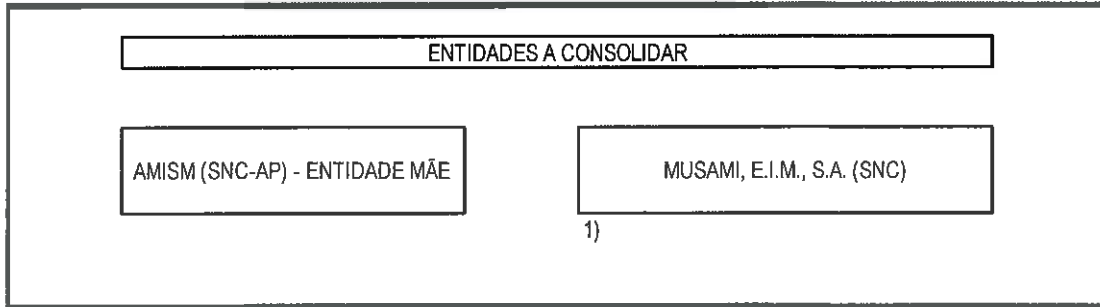 ENTIDADES A CONSOLIDAR
AMISM (SNC-AP) - ENTIDADE MÃE
MUSAMI, E.I.M., S.A. (SNC)
1)